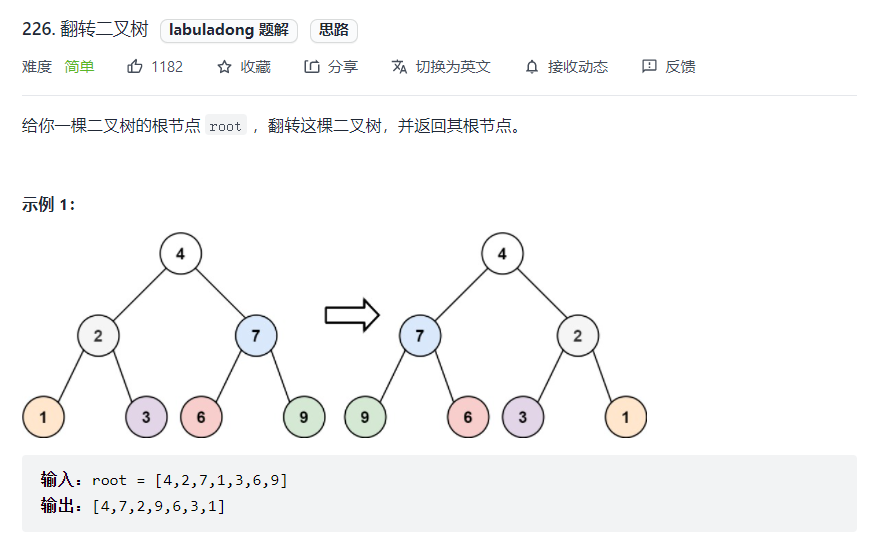 226. 翻转二叉树 labuladong 题解 思路
难度 简单 1182 收藏 分享 切换为英文 接收动态 反馈
给你一棵二叉树的根节点 root ，翻转这棵二叉树，并返回其根节点。
示例 1：
4 4
2 7 7 2
1 3 6 9 9 6 3 1
输入：root = [4,2,7,1,3,6,9]
输出：[4,7,2,9,6,3,1]